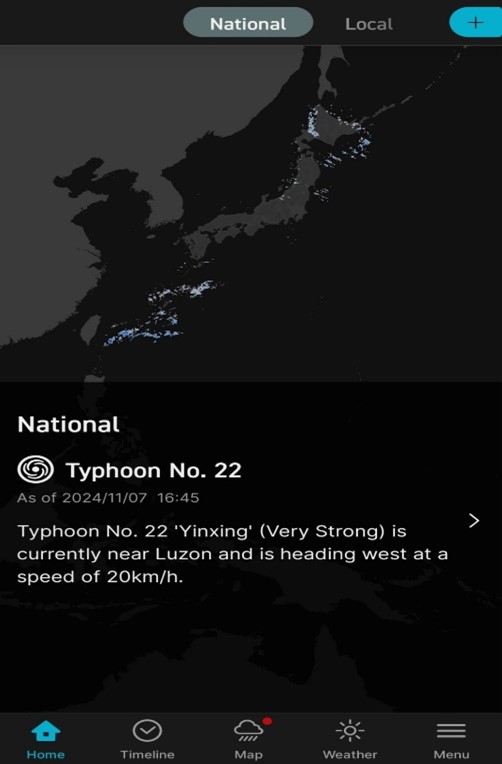 National Local
National
Typhoon No. 22
As of 2024/11/07 16:45
Typhoon No. 22 'Yinxing' (Very Strong) is
currently near Luzon and is heading west at a
speed of 20km/h.
Home Timeline Map Weather Menu